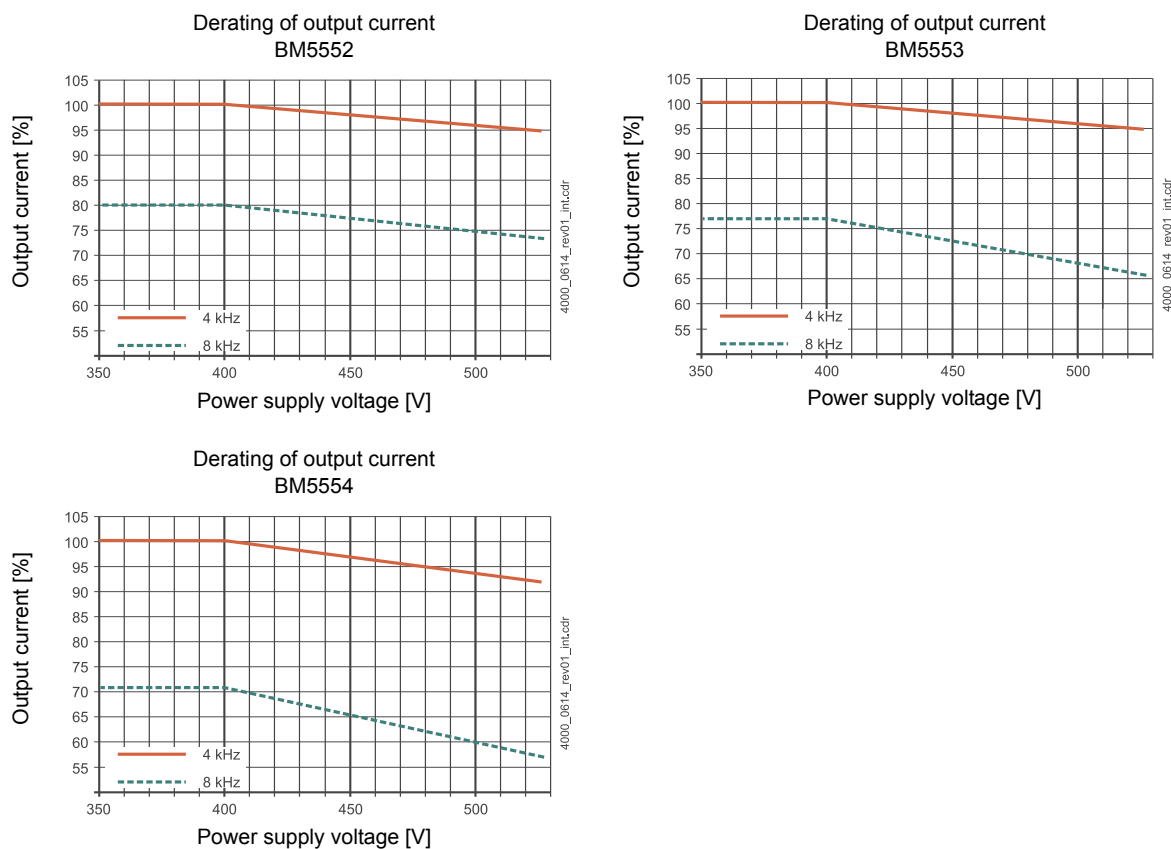 Derating of output current
BM5552
Output current [%]
105
100
95
90
85
80
75
70
65
60
55
4 kHz
8 kHz
350
400
450
500
Power supply voltage [V]
4000_0614_rev01_int.cdr
Derating of output current
BM5553
Output current [%]
105
100
95
90
85
80
75
70
65
60
55
4 kHz
8 kHz
350
400
450
500
Power supply voltage [V]
4000_0614_rev01_int.cdr
Derating of output current
BM5554
Output current [%]
105
100
95
90
85
80
75
70
65
60
55
4 kHz
8 kHz
350
400
450
500
Power supply voltage [V]
4000_0614_rev01_int.cdr